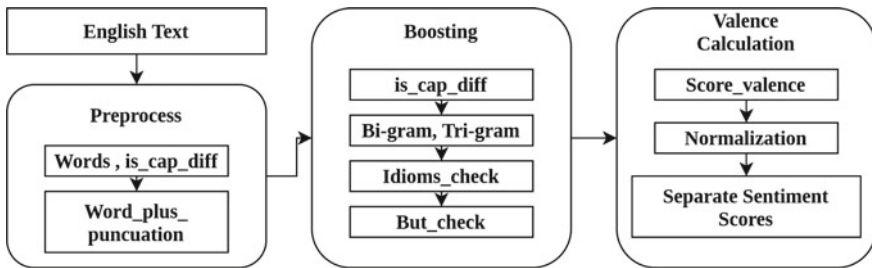 English Text
Preprocess
Words , is_cap_diff
Word_plus_
puncuation
Boosting
is_cap_diff
Bi-gram, Tri-gram
Idioms_check
But_check
Valence
Calculation
Score_valence
Normalization
Separate Sentiment
Scores